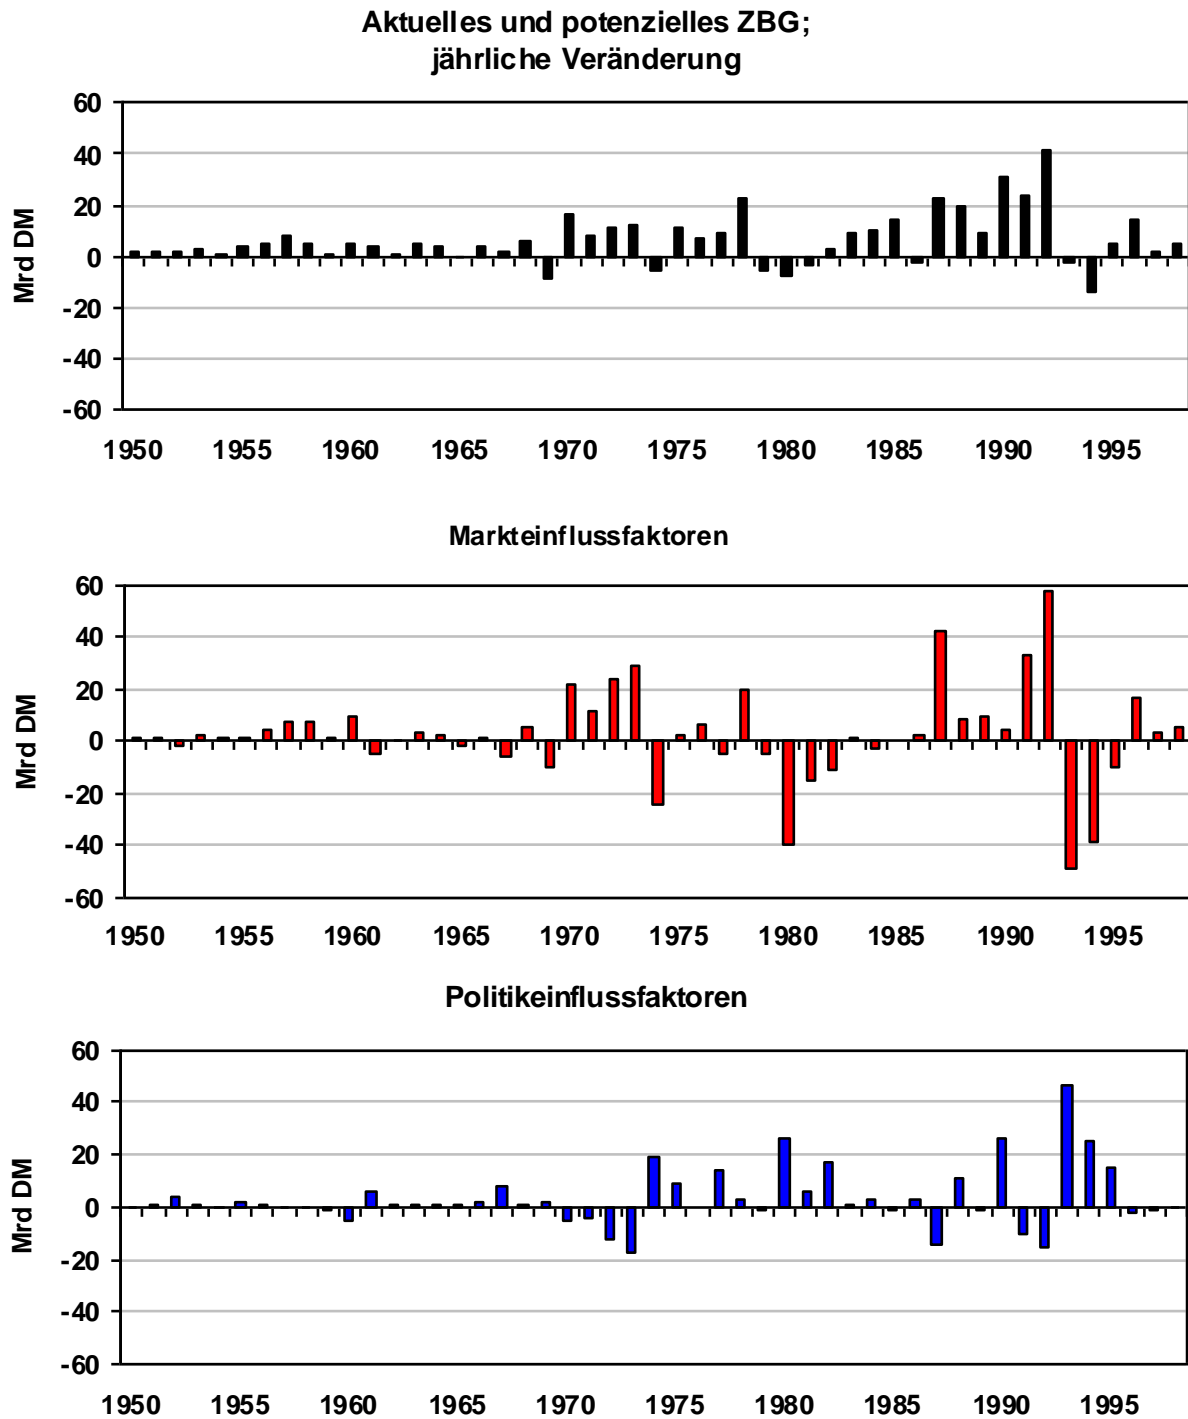 Aktuelles und potenzielles ZBG;
jährliche Veränderung
60
40
20
0
-20
-40
-60
Mrd DM
1950 1955 1960 1965 1970 1975 1980 1985 1990 1995
Markteinflussfaktoren
60
40
20
0
-20
-40
-60
Mrd DM
1950 1955 1960 1965 1970 1975 1980 1985 1990 1995
Politikeinflussfaktoren
60
40
20
0
-20
-40
-60
Mrd DM
1950 1955 1960 1965 1970 1975 1980 1985 1990 1995